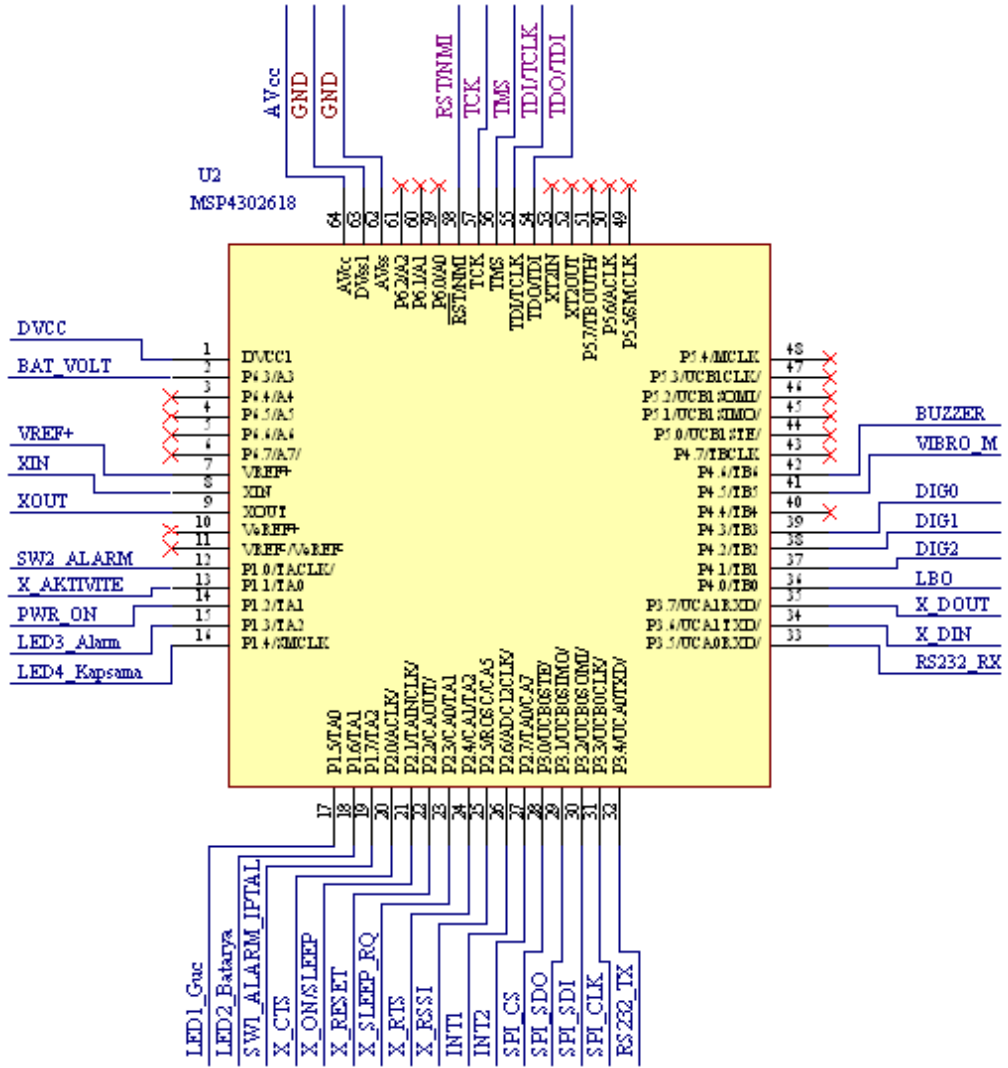 AVcc
GND
GND
RST/NMI
TCK
TMS
TDI/TCLK
TDO/TDI
U2
MSP4302618
64
63
62
61
60
59
58
57
56
55
54
53
52
51
50
49
AVcc
DVss1
AVss
P6.2/A2
P6.1/A1
P6.0/A0
RST/NMI
TCK
TMS
TDI/TCLK
TDO/TDI
XT2IN
XT2OUT
P5.7/TBOUTH/
P5.6/ACLK
P5.5/SMCLK
DVCC
BAT_VOLT
VREF+
XIN
XOUT
SW2_ALARM
X_AKTIVITE
PWR_ON
LED3_Alarm
LED4_Kapsama
1 DVCC1
2 P6.3/A3
3 P6.4/A4
4 P6.5/A5
5 P6.6/A6
6 P6.7/A7/
7 VREF+
8 XIN
9 XOUT
10 VeREF+
11 VREF-/VeREF-
12 P1.0/TACLK/
13 P1.1/TA0
14 P1.2/TA1
15 P1.3/TA2
16 P1.4/SMCLK
P5.4/MCLK 48
P5.3/UCB1CLK/ 47
P5.2/UCB1SOMI/ 46
P5.1/UCB1SIMO/ 45
P5.0/UCB1STE/ 44
P4.7/TBCLK 43
P4.6/TB6 42
P4.5/TB5 41
P4.4/TB4 40
P4.3/TB3 39
P4.2/TB2 38
P4.1/TB1 37
P4.0/TB0 36
P3.7/UCA1RXD/ 35
P3.6/UCA1TXD/ 34
P3.5/UCA0RXD/ 33
BUZZER
VIBRO_M
DIG0
DIG1
DIG2
LBO
X_DOUT
X_DIN
RS232_RX
P1.5/TA0
P1.6/TA1
P1.7/TA2
P2.0/ACLK/
P2.1/TAINCLK/
P2.2/CAOUT/
P2.3/CA0/TA1
P2.4/CA1/TA2
P2.5/ROSC/CA5
P2.6/ADC12CLK/
P2.7/TA0/CA7
P3.0/UCB0STE/
P3.1/UCB0SIMO/
P3.2/UCB0SOMI/
P3.3/UCB0CLK/
P3.4/UCA0TXD/
17
18
19
20
21
22
23
24
25
26
27
28
29
30
31
32
LED1_Guc
LED2_Batarya
SW1_ALARM_IPTAL
X_CTS
X_ON/SLEEP
X_RESET
X_SLEEP_RQ
X_RTS
X_RSSI
INT1
INT2
SPI_CS
SPI_SDO
SPI_SDI
SPI_CLK
RS232_TX